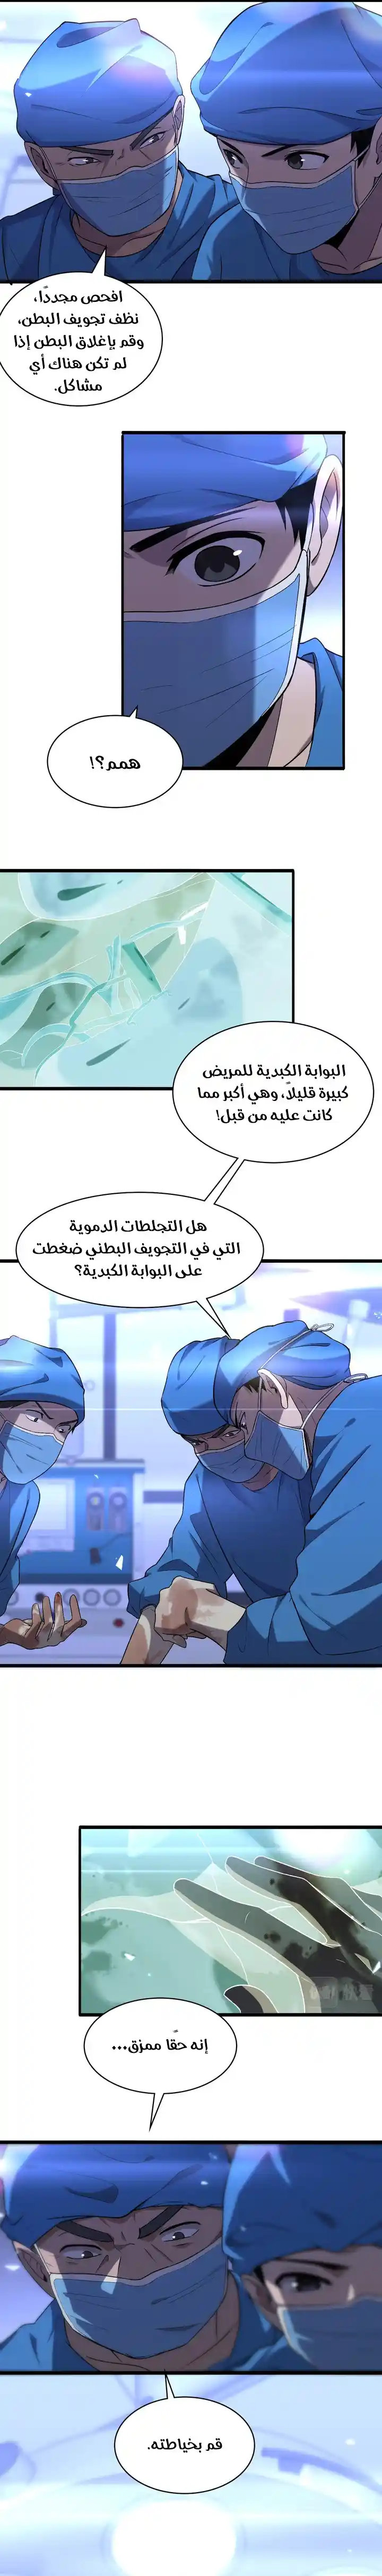 افحص مجددًا،
نظف تجويف البطن،
وقم بإغلاق البطن إذا
لم تكن هناك أي
مشاكل.
همم؟!
البوابة الكبدية للمريض
كبيرة قليلاً، وهي أكبر مما
كانت عليه من قبل!
هل التجلطات الدموية
التي في التجويف البطني ضغطت
على البوابة الكبدية؟
إنه حقًا ممزق...
قم بخياطته.